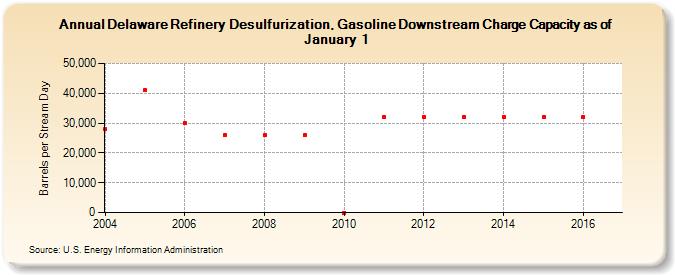 Annual Delaware Refinery Desulfurization, Gasoline Downstream Charge Capacity as of
January 1
Barrels per Stream Day
50,000
40,000
30,000
20,000
10,000
0
2004 2006 2008 2010 2012 2014 2016
Source: U.S. Energy Information Administration